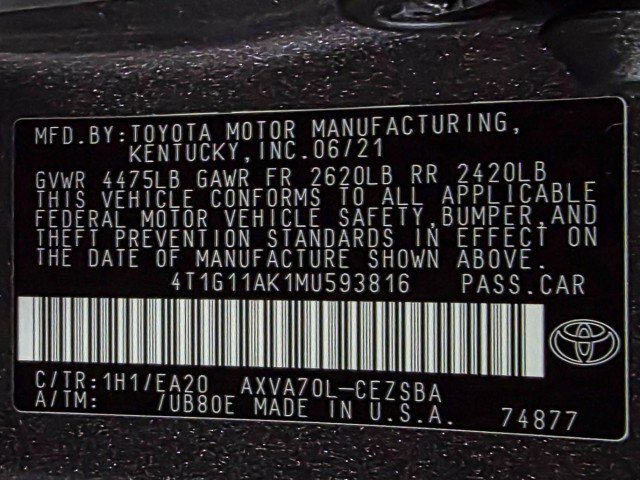 MFD.BY:TOYOTA MOTOR MANUFACTURING,
KENTUCKY,INC.06/21
GVWR 4475LB GAWR FR 2620LB RR 2420LB
THIS VEHICLE CONFORMS TO ALL APPLICABLE
FEDERAL MOTOR VEHICLE SAFETY,BUMPER,AND
THEFT PREVENTION STANDARDS IN EFFECT ON
THE DATE OF MANUFACTURE SHOWN ABOVE.
4T1G11AK1MU593816 PASS.CAR
C/TR:1H1/EA20 AXVA70L-CEZSBA
A/TM: /UB80E MADE IN U.S.A. 74877